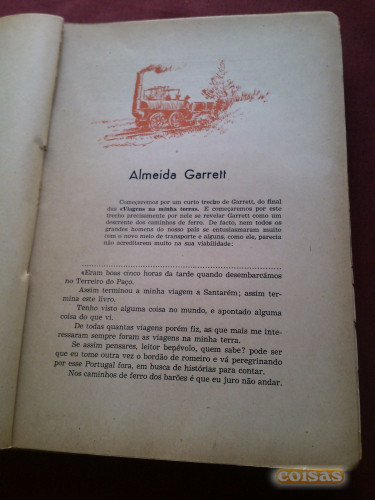 Almeida Garrett
Começaremos por um curto trecho de Garrett, do final
das «Viagens na minha terra». E começaremos por este
trecho precisamente por nele se revelar Garrett como um
descrente dos caminhos de ferro. De facto, nem todos os
grandes homens do nosso país se entusiasmaram muito
com o novo meio de transporte e alguns, como ele, parecia
não acreditarem muito na sua viabilidade:
«Eram boas cinco horas da tarde quando desembarcámos
no Terreiro do Paço.
Assim terminou a minha viagem a Santarém; assim ter-
mina este livro.
Tenho visto alguma coisa no mundo, e apontado alguma
coisa do que vi.
De todas quantas viagens porém fiz, as que mais me inte-
ressaram sempre foram as viagens na minha terra.
Se assim pensares, leitor benévolo, quem sabe? pode ser
que eu tome outra vez o bordão de romeiro e vá peregrinando
por esse Portugal fora, em busca de histórias para contar.
Nos caminhos de ferro dos barões é que eu juro não andar.
coisas